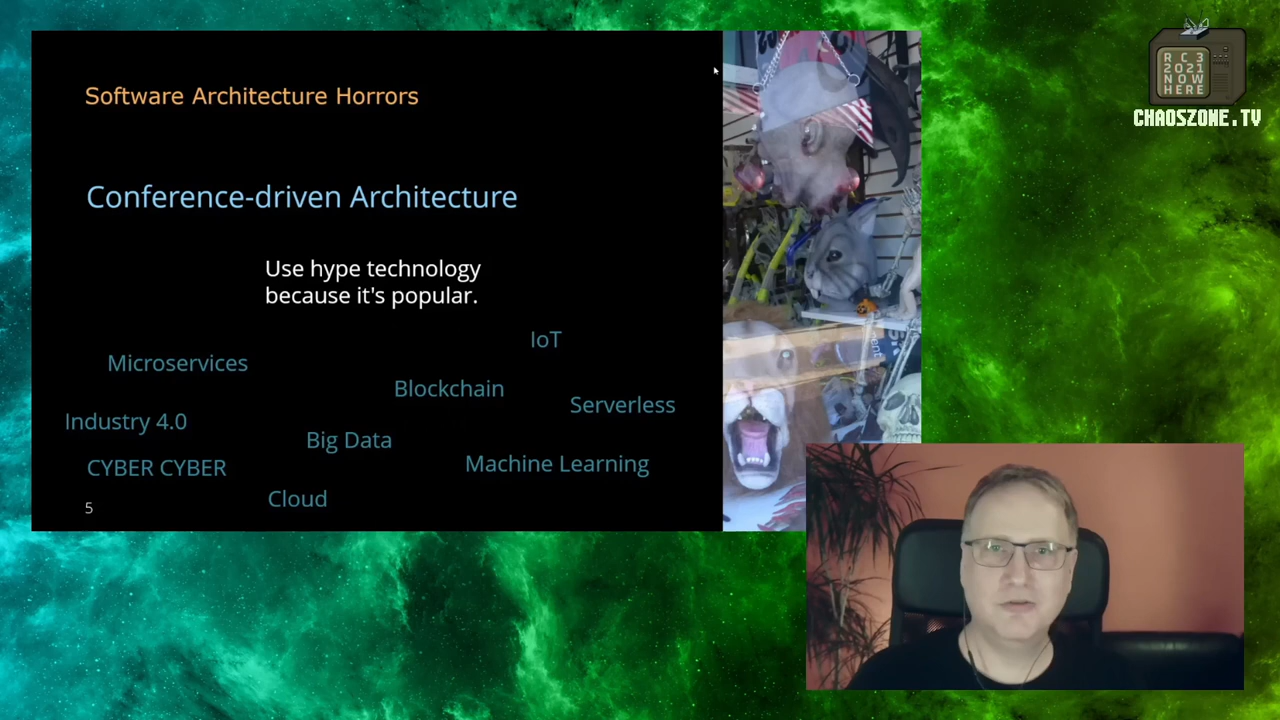 Software Architecture Horrors
Conference-driven Architecture
Use hype technology
because it's popular.
IoT
Microservices
Blockchain
Serverless
Industry 4.0
Big Data
CYBER CYBER
Machine Learning
Cloud
5
RC3
2021
NOW
HERE
CHAOSZONE.TV